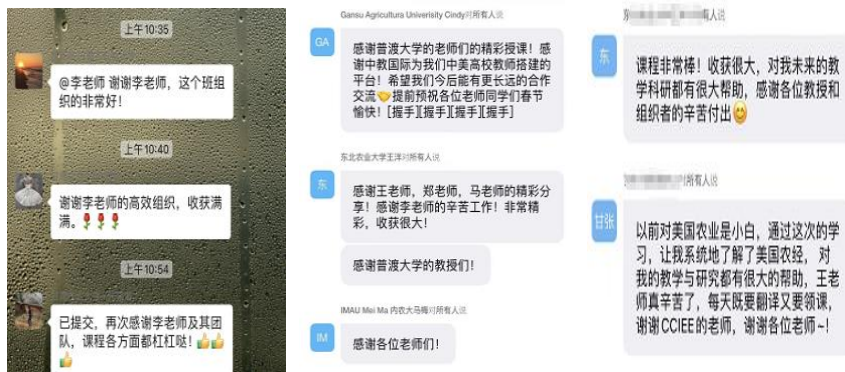 上午10:35
@李老师 谢谢李老师，这个班组
织的非常好！
上午10:40
谢谢李老师的高效组织，收获满
满。🌹🌹🌹
上午10:54
已提交，再次感谢李老师及其团
队，课程各方面都杠杠哒！👍👍
👍
Gansu Agricultura Univerisity Cindy对所有人说
GA
感谢普渡大学的老师们的精彩授课！感
谢中教国际为我们中美高校教师搭建的
平台！希望我们今后能有更长远的合作
交流🤝提前预祝各位老师同学们春节
愉快！[握手][握手][握手][握手]
东北农业大学王洋对所有人说
东
感谢王老师，郑老师，马老师的精彩分
享！感谢李老师的辛苦工作！非常精
彩，收获很大！
感谢普渡大学的教授们！
IMAU Mei Ma 内农大马梅对所有人说
IM
感谢各位老师们！
有人说
东
课程非常棒！收获很大，对我未来的教
学科研都有很大帮助，感谢各位教授和
组织者的辛苦付出😊
对所有人说
甘张
以前对美国农业是小白，通过这次的学
习，让我系统地了解了美国农经， 对
我的教学与研究都有很大的帮助，王老
师真辛苦了，每天既要翻译又要领课，
谢谢CCIEE的老师，谢谢各位老师~！